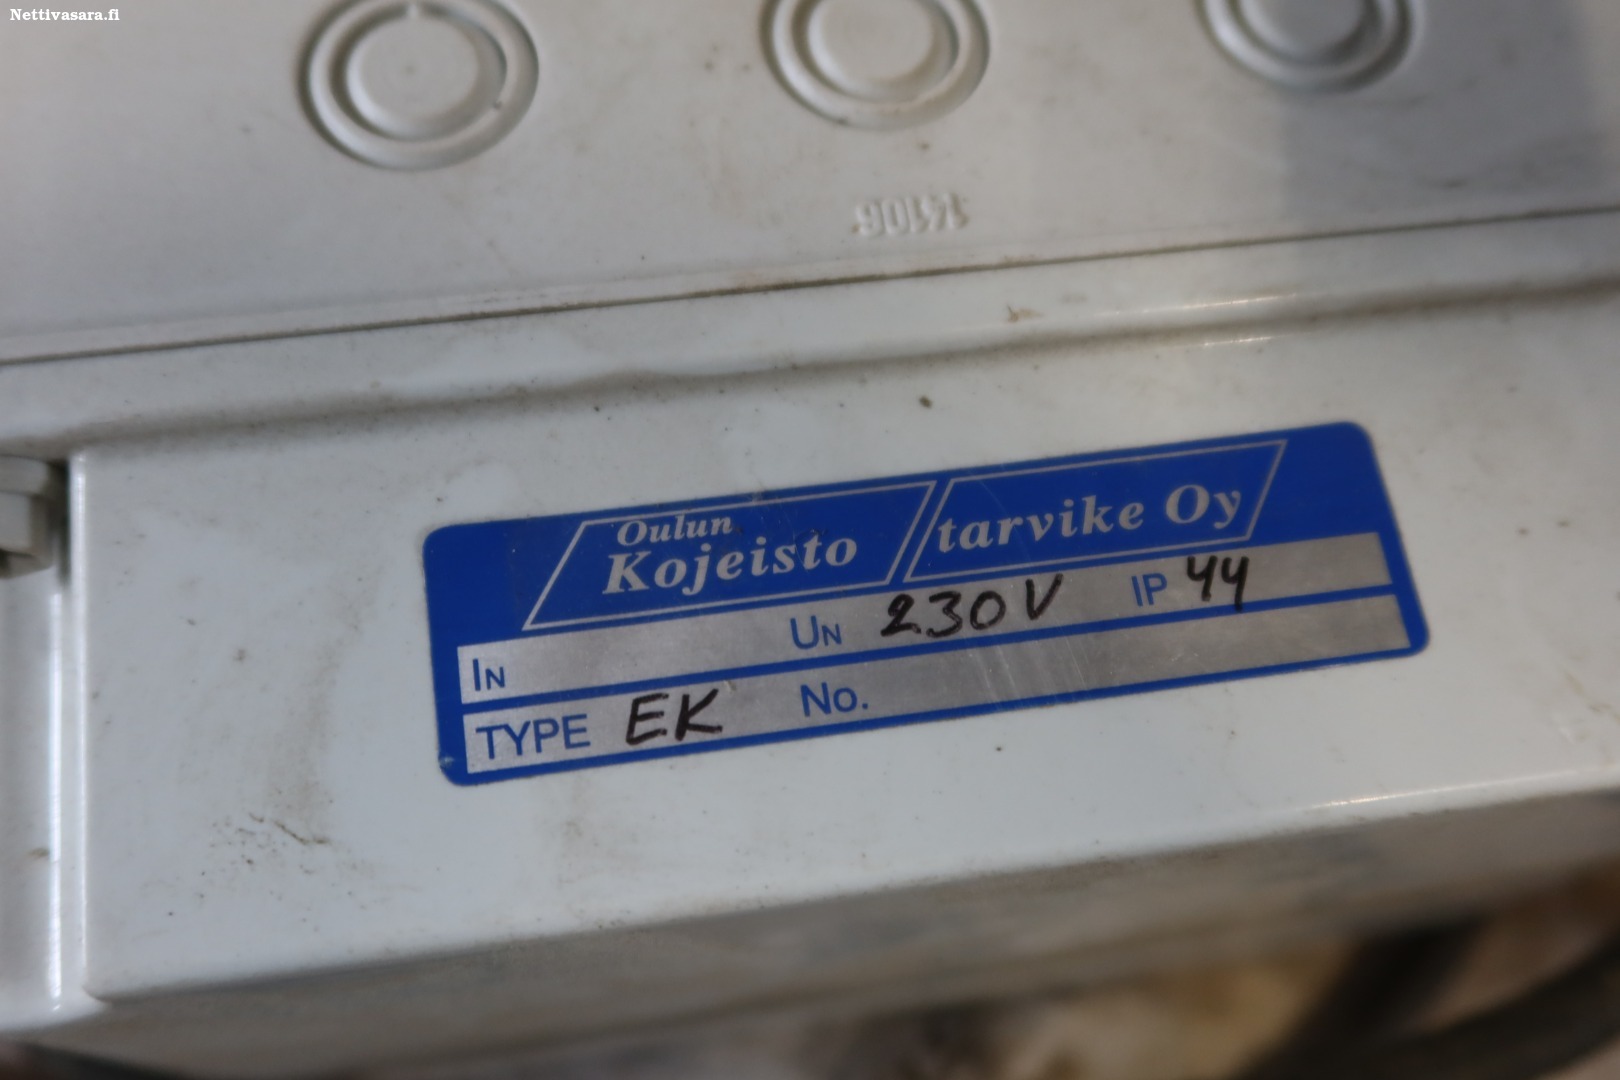 Nettivasara.fi
14106
Oulun
Kojeisto tarvike Oy
IN UN 230V IP 44
TYPE EK No.